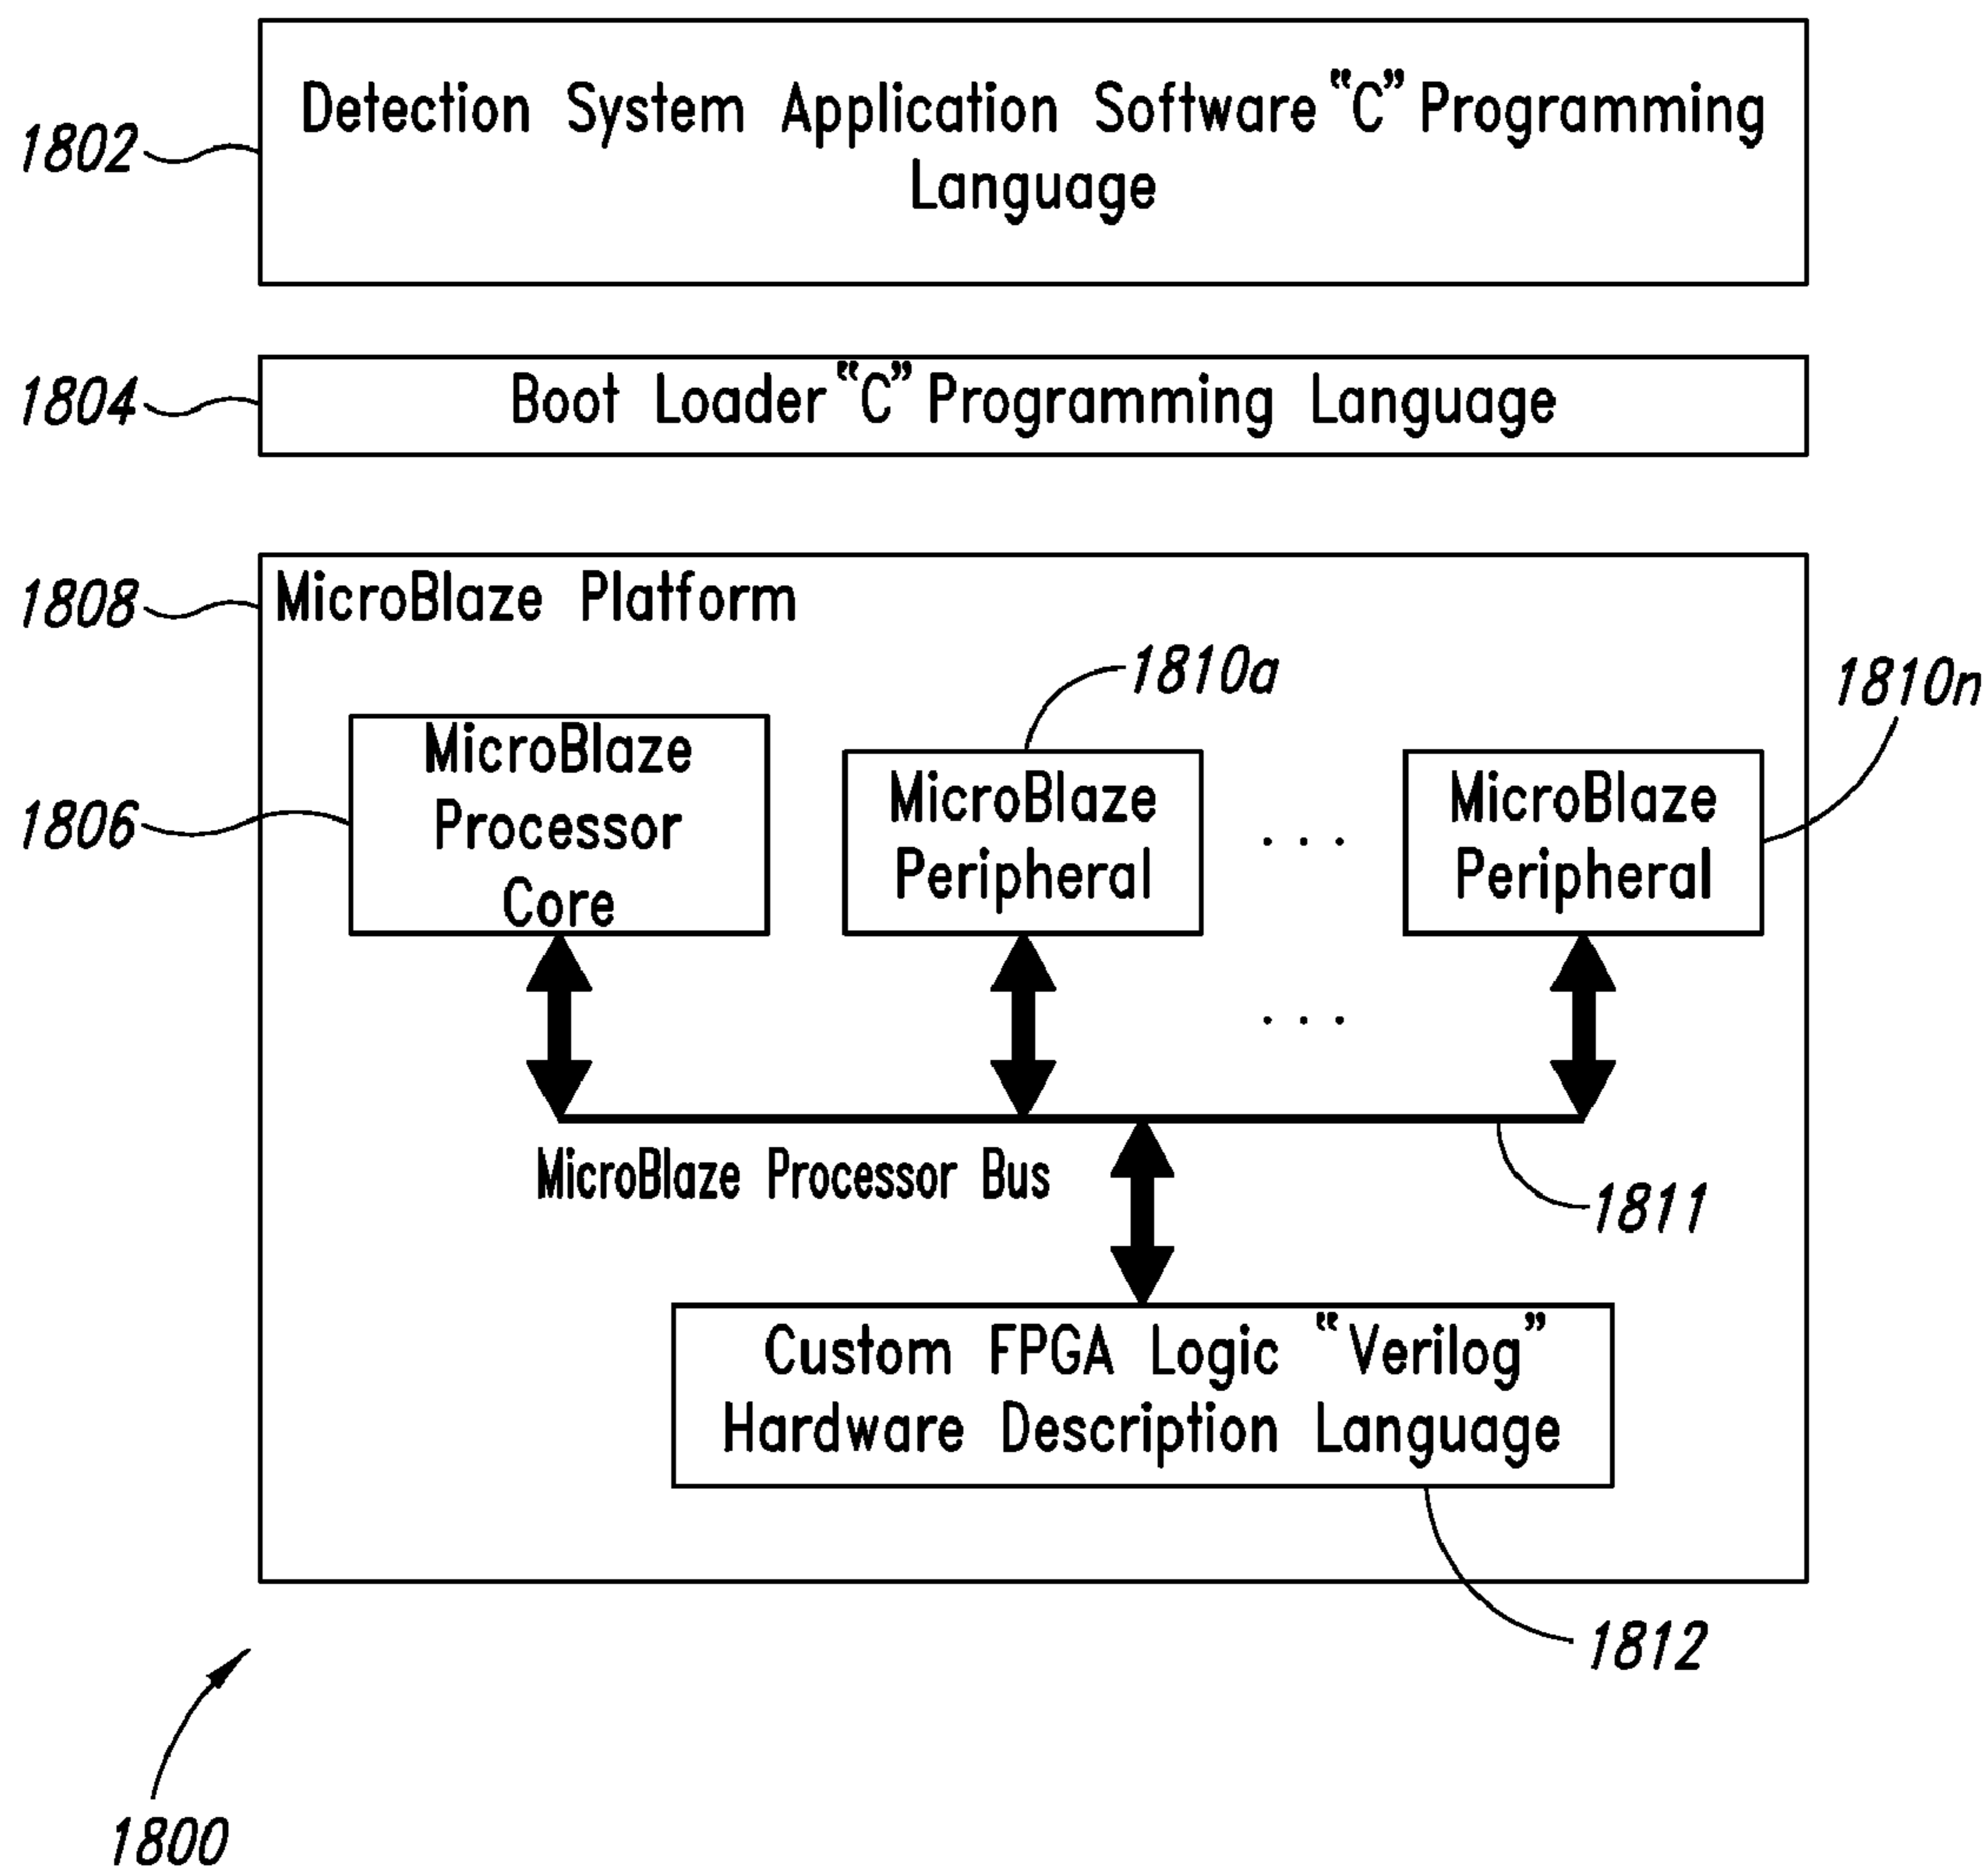 Detection System Application Software "C" Programming
Language
1802
Boot Loader "C" Programming Language
1804
1808
MicroBlaze Platform
1810a
1810n
MicroBlaze
Processor
Core
1806
MicroBlaze
Peripheral
. . .
MicroBlaze
Peripheral
. . .
MicroBlaze Processor Bus
1811
Custom FPGA Logic "Verilog"
Hardware Description Language
1812
1800